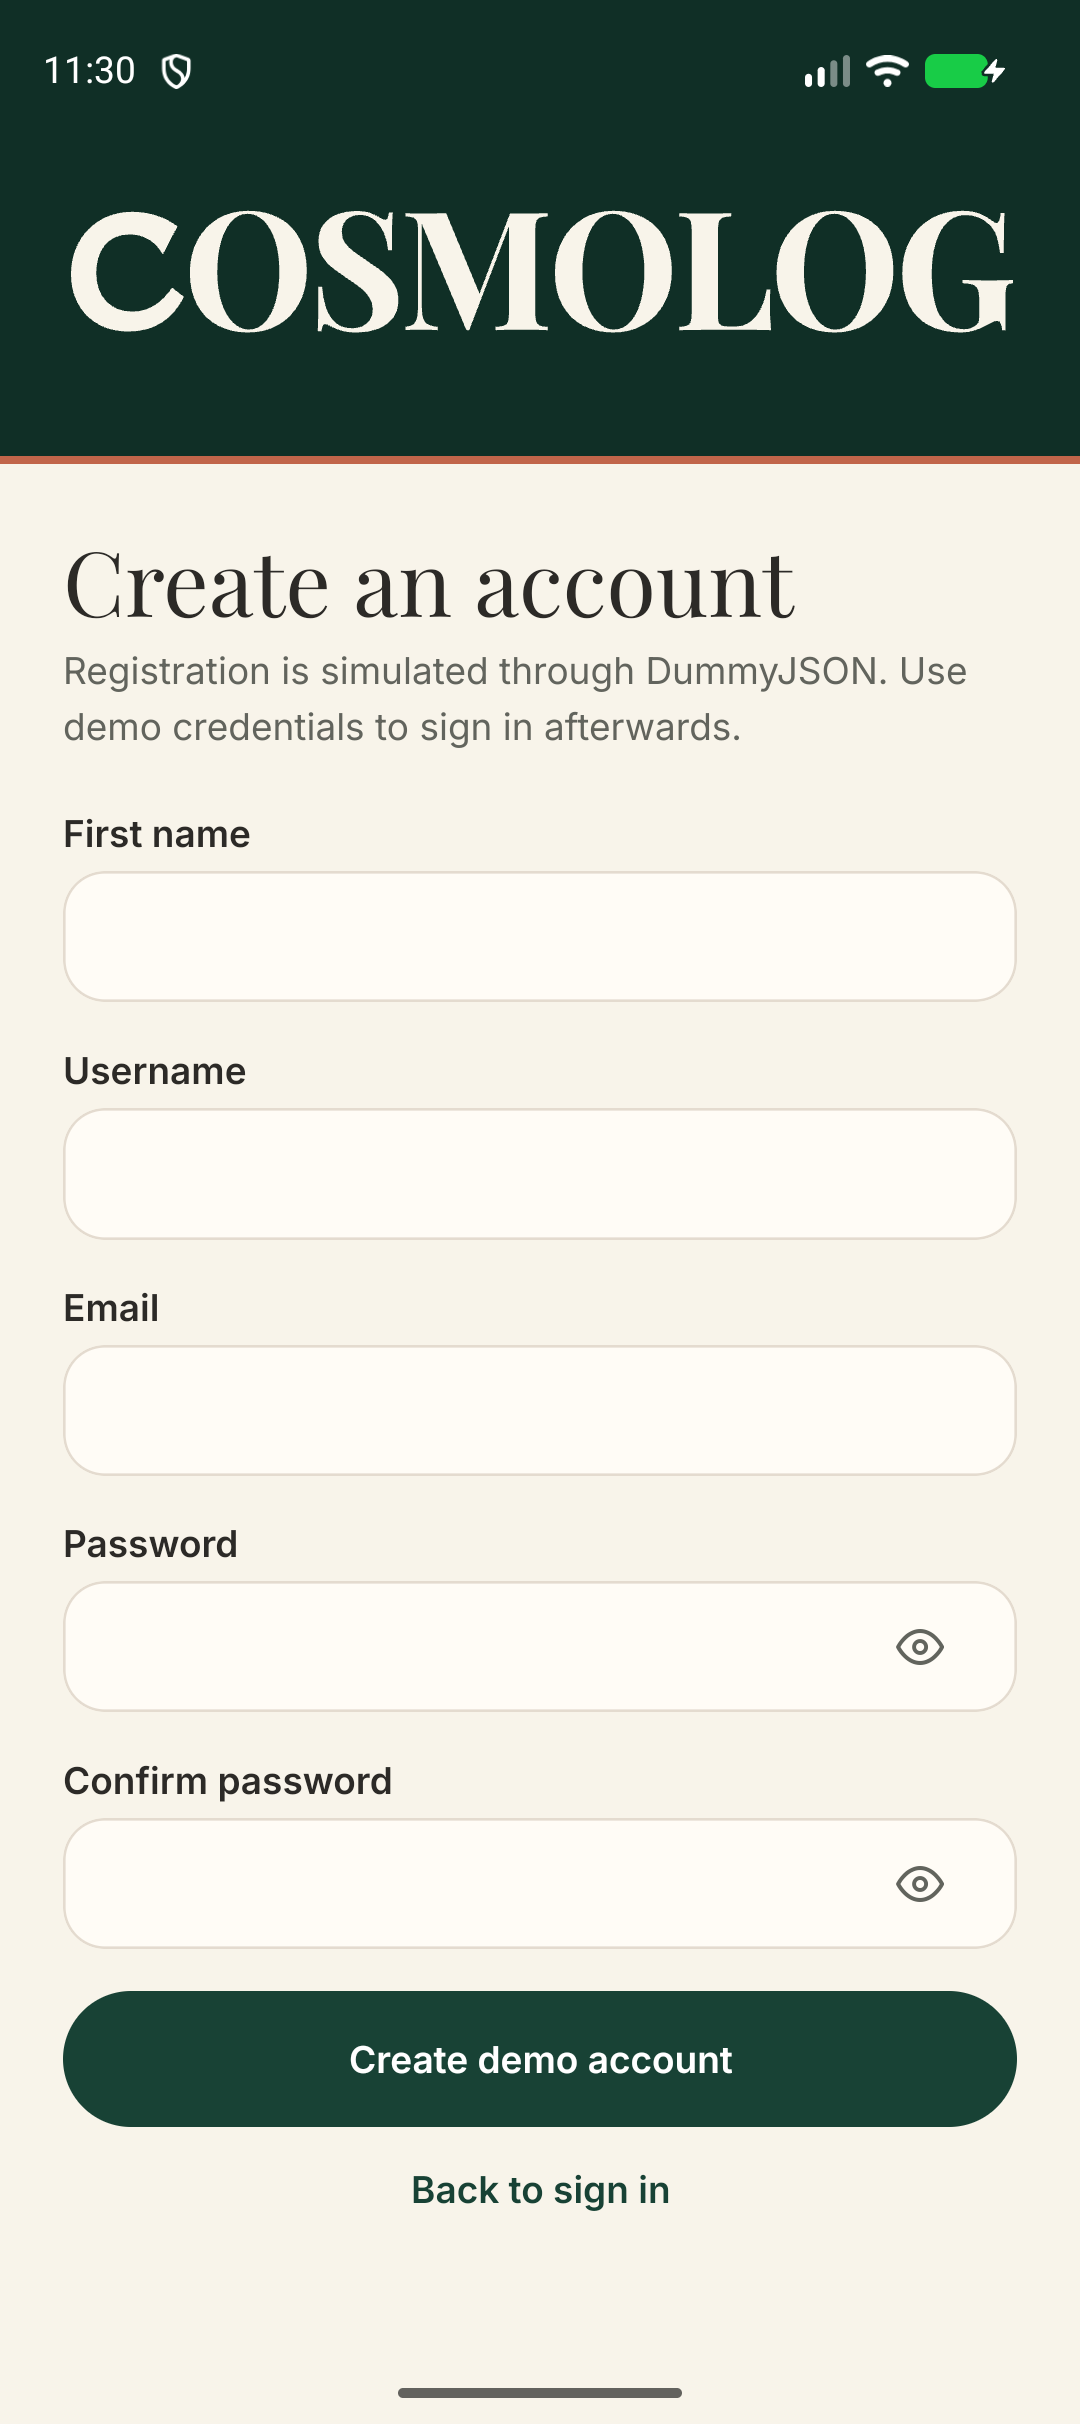 11:30
COSMOLOG
Create an account
Registration is simulated through DummyJSON. Use
demo credentials to sign in afterwards.
First name
Username
Email
Password
Confirm password
Create demo account
Back to sign in